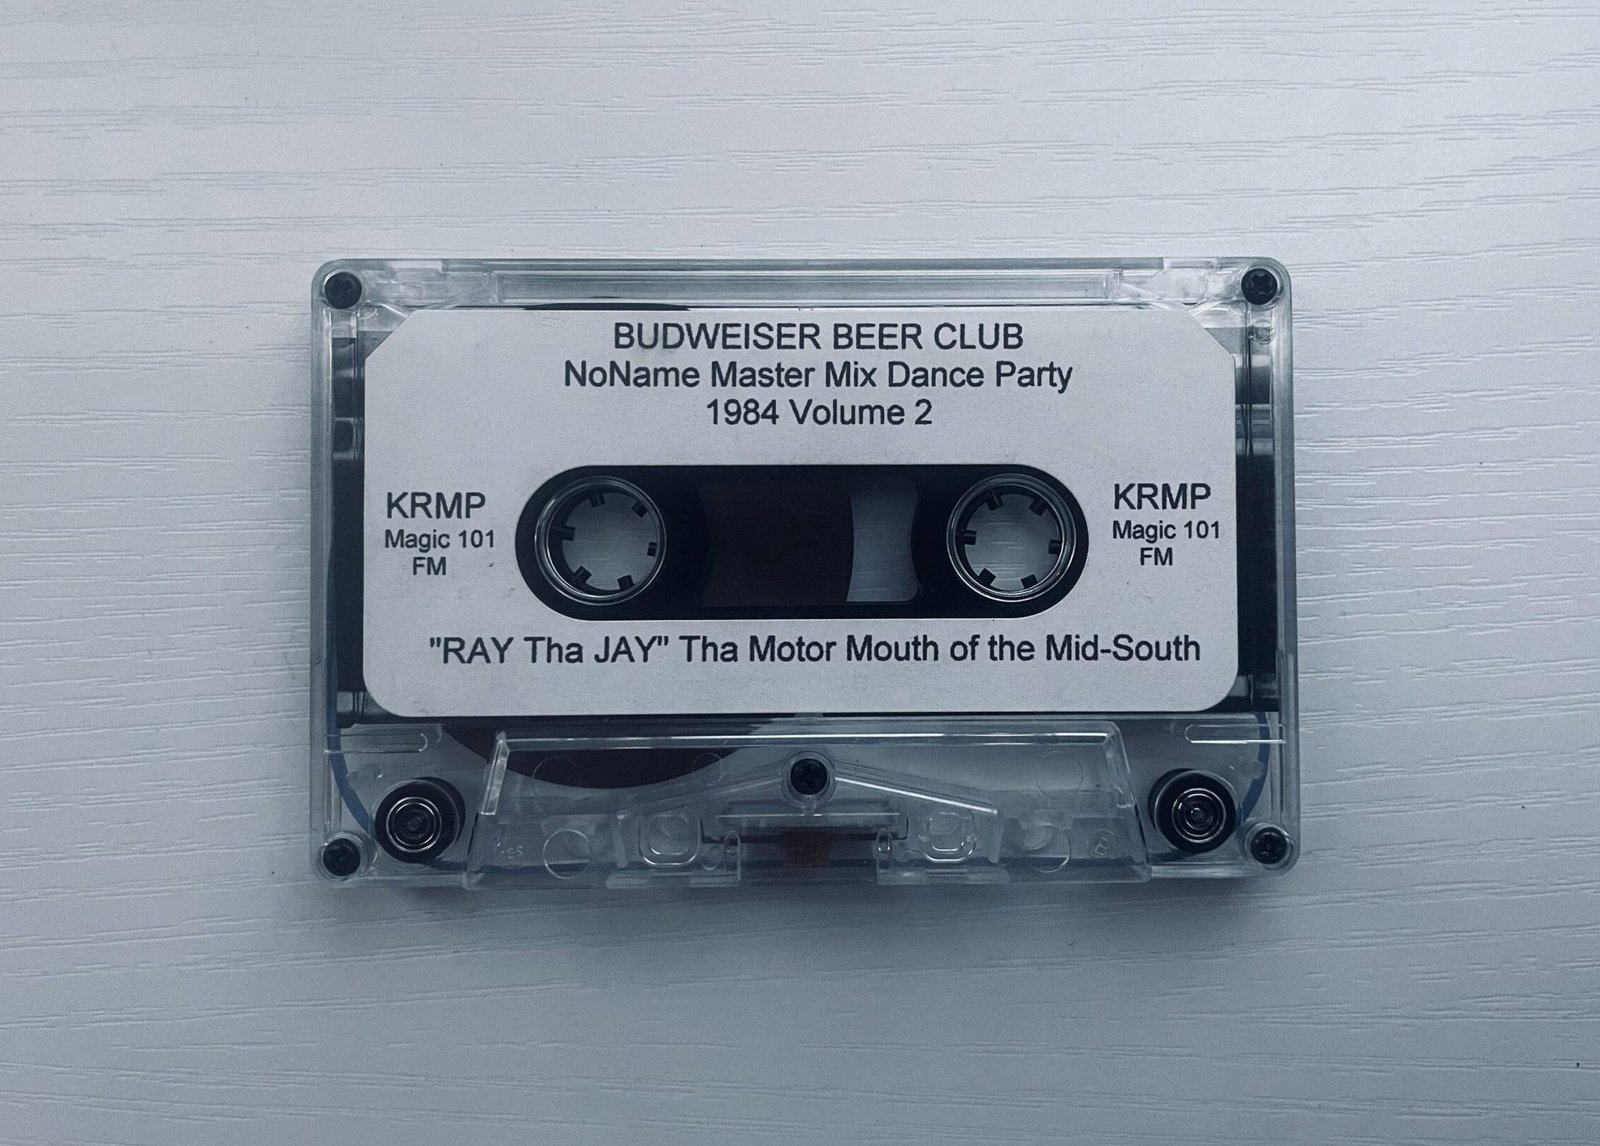 BUDWEISER BEER CLUB
NoName Master Mix Dance Party
1984 Volume 2
KRMP
Magic 101
FM
KRMP
Magic 101
FM
"RAY Tha JAY" Tha Motor Mouth of the Mid-South